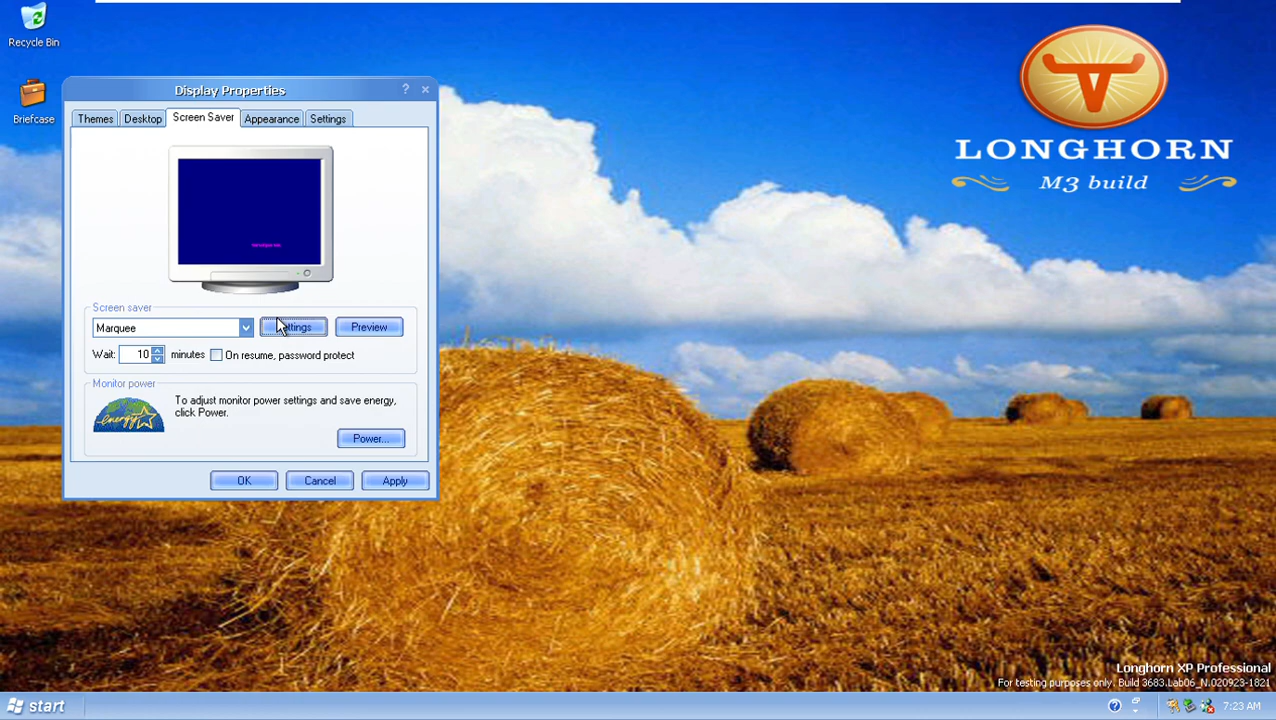 Recycle Bin
Briefcase
Display Properties
Themes
Desktop
Screen Saver
Appearance
Settings
Screen saver
Marquee
Preview
Wait:
10
minutes
On resume, password protect
Monitor power
energy
To adjust monitor power settings and save energy,
click Power.
Power...
OK
Cancel
Apply
LONGHORN
M3 build
Longhorn XP Professional
For testing purposes only. Build 3683.Lab06_N.020923-1821
start
7:23 AM